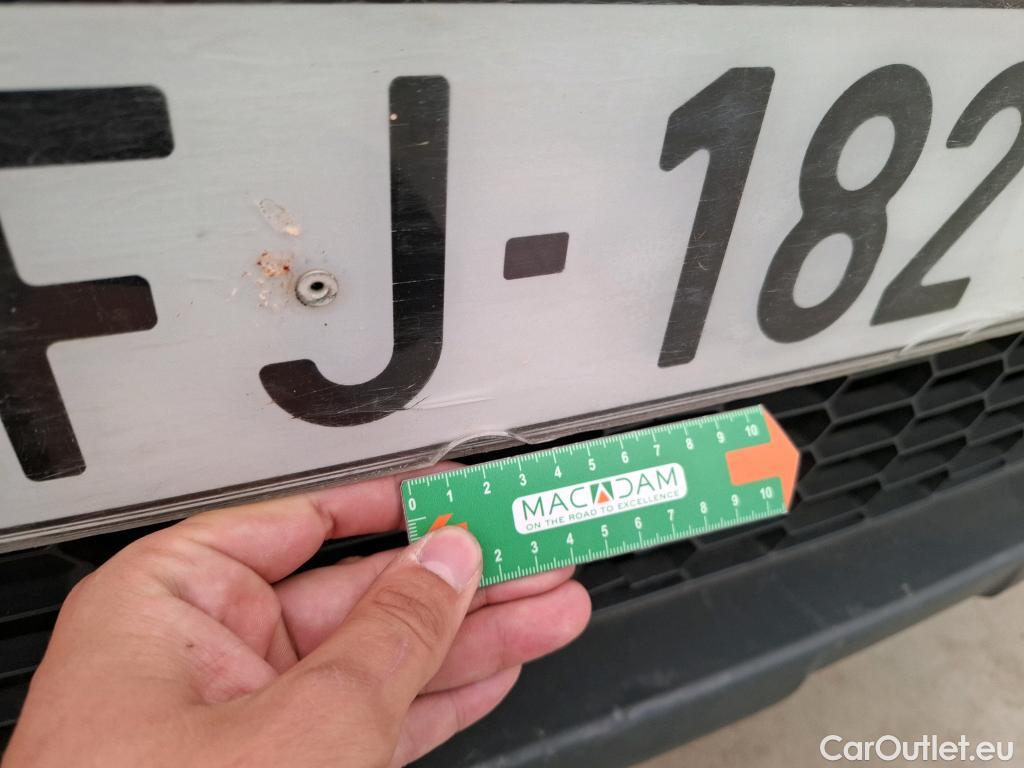 FJ-182
0 1 2 3 4 5 6 7 8 9 10
MACADAM
ON THE ROAD TO EXCELLENCE
2 3 4 5 6 7 8 9 10
CarOutlet.eu